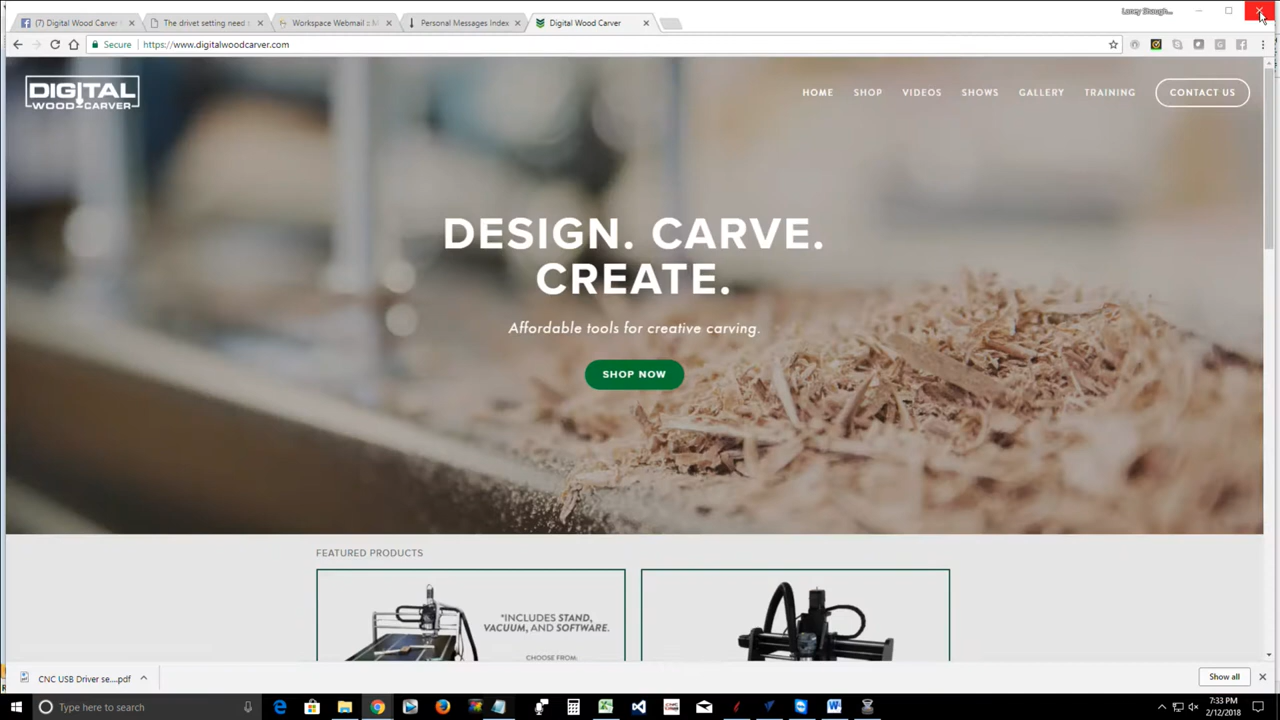 (7) Digital Wood Carver
The drivet setting need
Workspace Webmail :: M
Personal Messages Index
Digital Wood Carver
Secure
https://www.digitalwoodcarver.com
DIGITAL
WOOD CARVER
HOME
SHOP
VIDEOS
SHOWS
GALLERY
TRAINING
CONTACT US
DESIGN. CARVE.
CREATE.
Affordable tools for creative carving.
SHOP NOW
FEATURED PRODUCTS
*INCLUDES STAND,
VACUUM, AND SOFTWARE.
CHOOSE FROM.
CNC USB Driver se....pdf
Show all
Type here to search
7:33 PM
2/12/2018